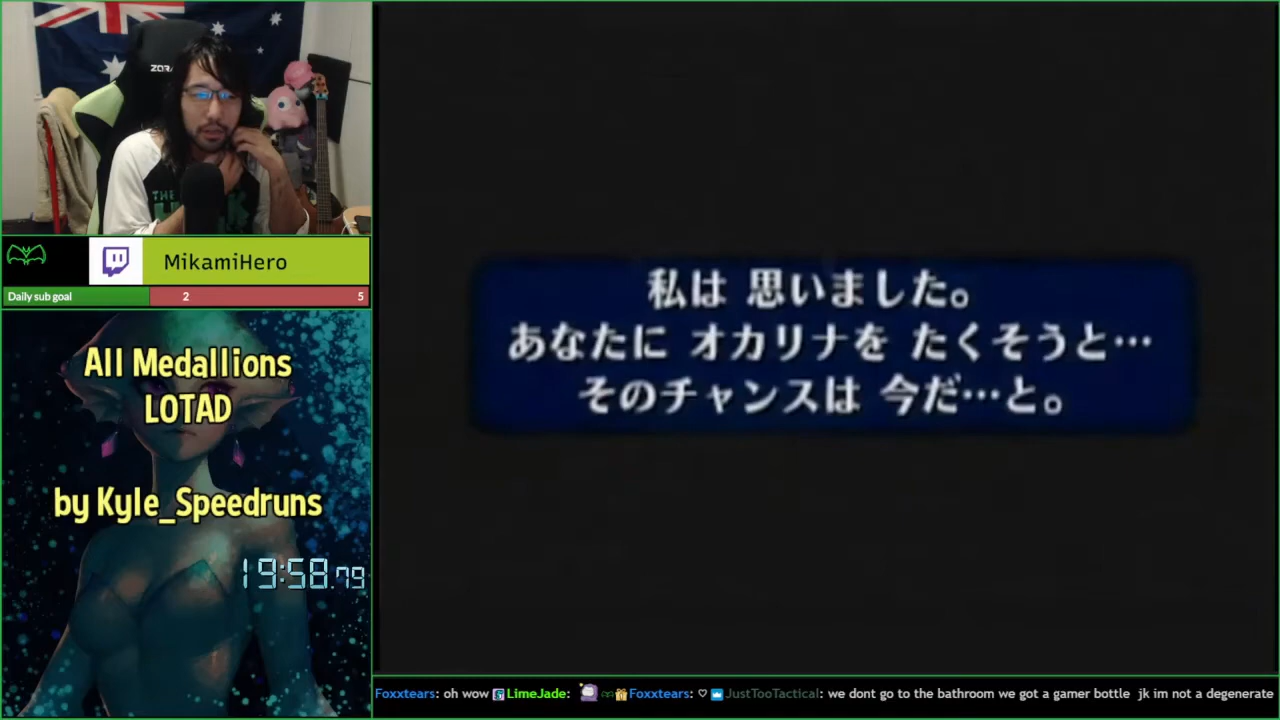 ZOR
THE
MikamiHero
Daily sub goal 2 5
All Medallions
LOTAD
by Kyle_Speedruns
19:58.79
私は 思いました。
あなたに オカリナを たくそうと…
そのチャンスは 今だ…と。
Foxxtears: oh wow LimeJade: Foxxtears: ♡ JustTooTactical: we dont go to the bathroom we got a gamer bottle jk im not a degenerate